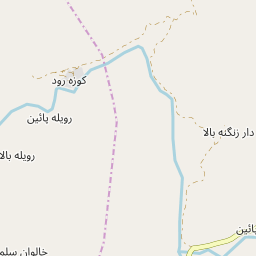 کوزه رود
رویله پائین
دار زنگنه بالا
رویله بالا
پائین
خالوان سلم